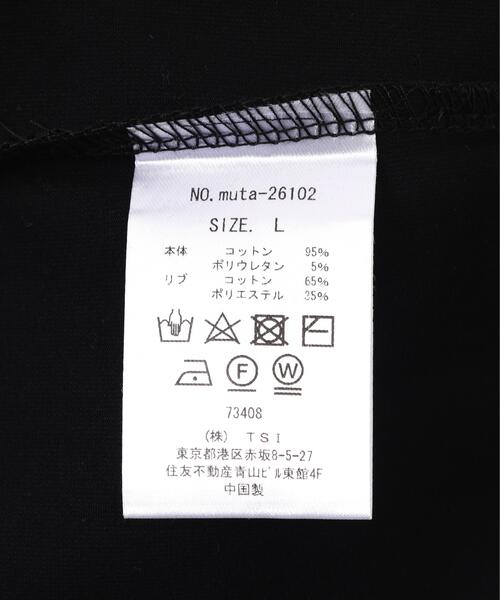 NO. muta-26102
SIZE. L
本体 コットン 95%
ポリウレタン 5%
リブ コットン 65%
ポリエステル 35%
F W
73408
(株) TSI
東京都港区赤坂8-5-27
住友不動産青山ビル東館4F
中国製